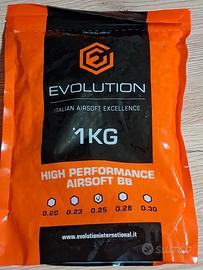 EVOLUTION
ITALIAN AIRSOFT EXCELLENCE
1KG
HIGH PERFORMANCE
AIRSOFT BB
0.20 0.23 0.25 0.28 0.30
www.evolutioninternational.it
SUBITO